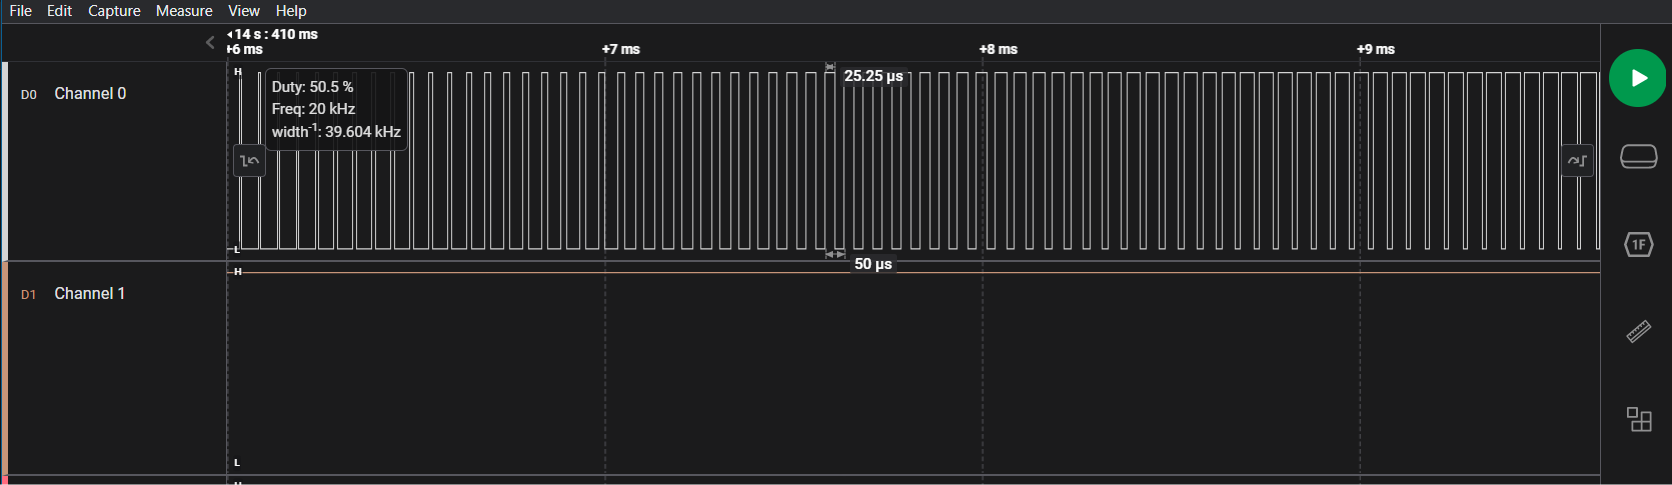 File Edit Capture Measure View Help
14 s : 410 ms
+6 ms +7 ms +8 ms +9 ms
D0 Channel 0
H
Duty: 50.5 %
Freq: 20 kHz
width-1: 39.604 kHz
25.25 µs
L
50 µs
H
D1 Channel 1
L
1F